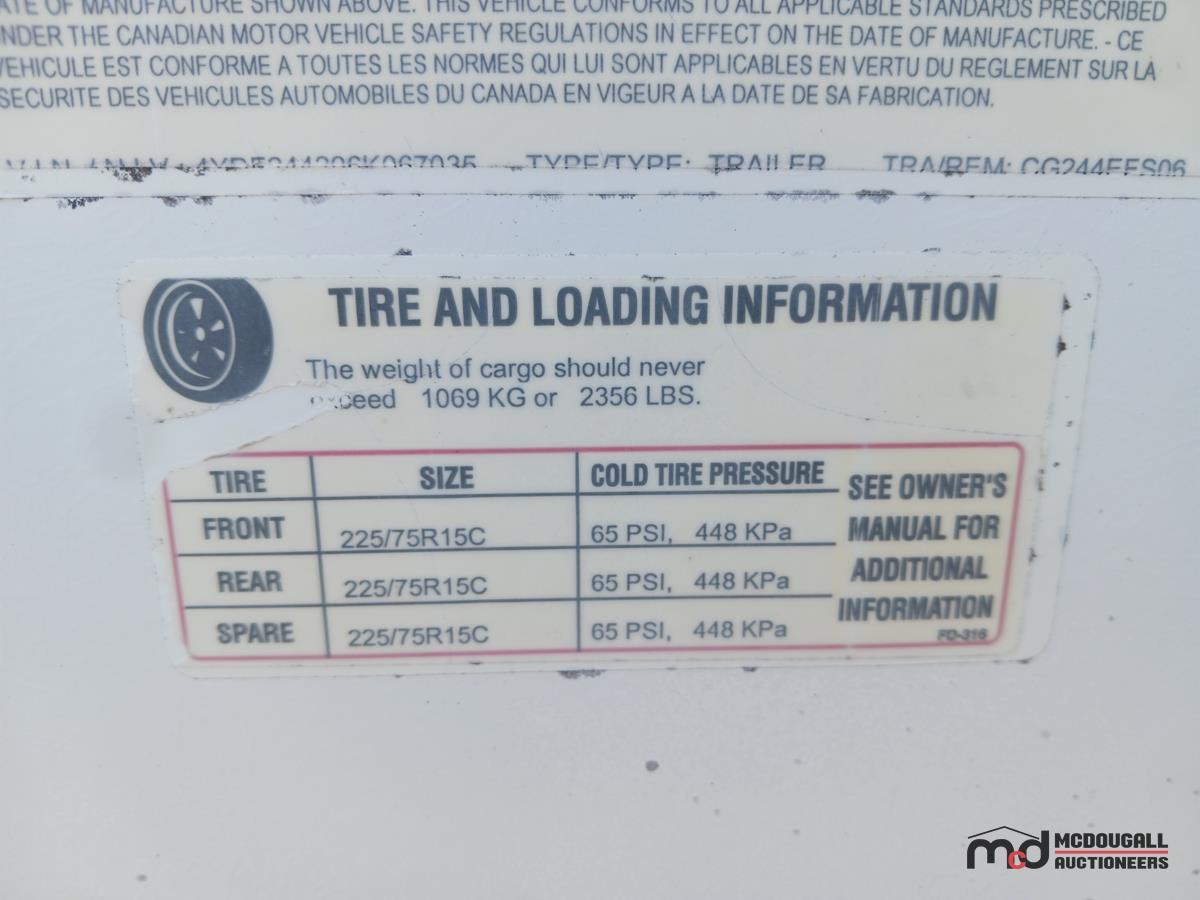 ATE OF MANUFACTURE SHOWN ABOVE. THIS VEHICLE CONFORMS TO ALL APPLICABLE STANDARDS PRESCRIBED
NDER THE CANADIAN MOTOR VEHICLE SAFETY REGULATIONS IN EFFECT ON THE DATE OF MANUFACTURE. - CE
VEHICULE EST CONFORME A TOUTES LES NORMES QUI LUI SONT APPLICABLES EN VERTU DU REGLEMENT SUR LA
SECURITE DES VEHICULES AUTOMOBILES DU CANADA EN VIGEUR A LA DATE DE SA FABRICATION.
TYPE/TYPE: TRAILER TRA/REM: CG244EFS06
TIRE AND LOADING INFORMATION
The weight of cargo should never
exceed 1069 KG or 2356 LBS.
TIRE SIZE COLD TIRE PRESSURE
FRONT 225/75R15C 65 PSI, 448 KPa
REAR 225/75R15C 65 PSI, 448 KPa
SPARE 225/75R15C 65 PSI, 448 KPa
SEE OWNER'S
MANUAL FOR
ADDITIONAL
INFORMATION
FD-316
mcd MCDOUGALL
AUCTIONEERS